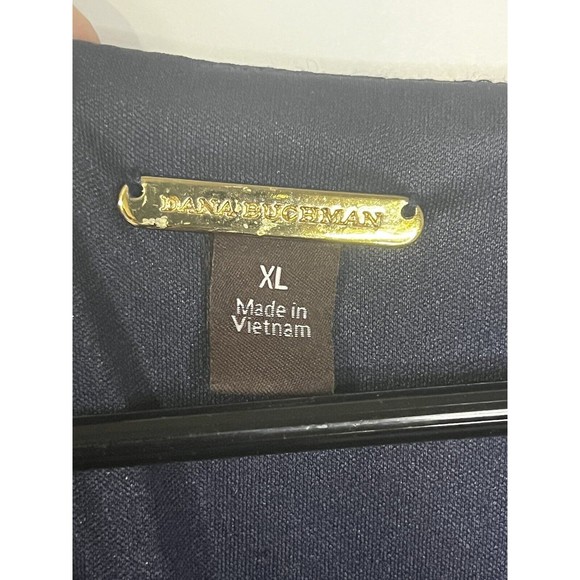 DANA BUCHMAN
XL
Made in
Vietnam